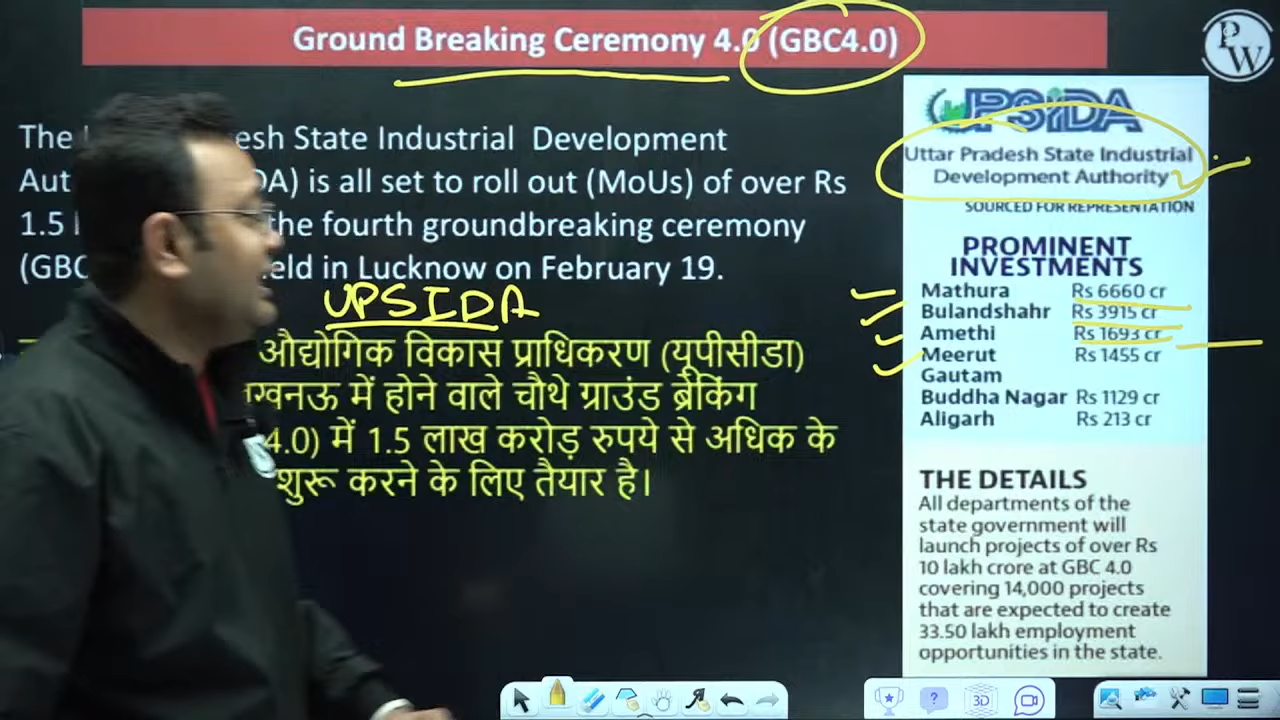 Ground Breaking Ceremony 4.0 (GBC4.0)
PW
The esh State Industrial Development
Aut DA) is all set to roll out (MoUs) of over Rs
1.5 the fourth groundbreaking ceremony
(GBC eld in Lucknow on February 19.
UPSIDA
औद्योगिक विकास प्राधिकरण (यूपीसीडा)
खनऊ में होने वाले चौथे ग्राउंड ब्रेकिंग
4.0) में 1.5 लाख करोड़ रुपये से अधिक के
शुरू करने के लिए तैयार है।
UPSIDA
Uttar Pradesh State Industrial
Development Authority
SOURCED FOR REPRESENTATION
PROMINENT
INVESTMENTS
Mathura Rs 6660 cr
Bulandshahr Rs 3915 cr
Amethi Rs 1693 cr
Meerut Rs 1455 cr
Gautam
Buddha Nagar Rs 1129 cr
Aligarh Rs 213 cr
THE DETAILS
All departments of the
state government will
launch projects of over Rs
10 lakh crore at GBC 4.0
covering 14,000 projects
that are expected to create
33.50 lakh employment
opportunities in the state.
?
3D